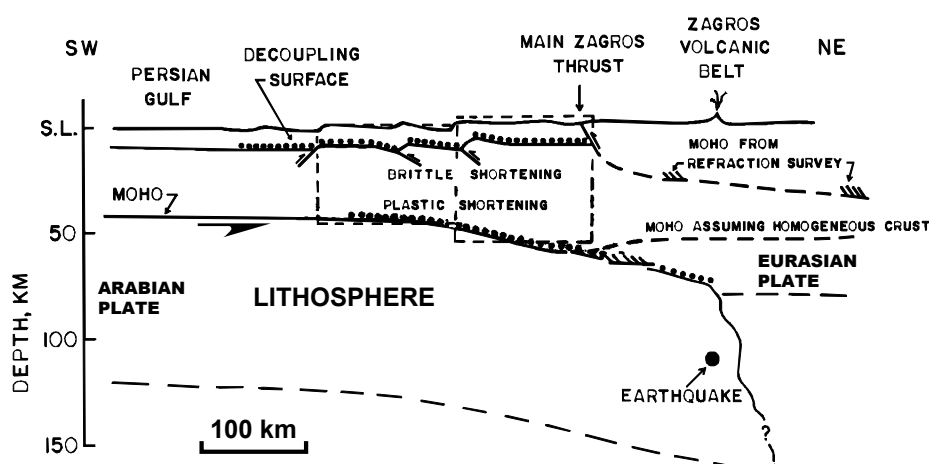 SW
DECOUPLING
SURFACE
PERSIAN
GULF
MAIN ZAGROS
THRUST
ZAGROS
VOLCANIC
BELT
NE
S.L.
MOHO FROM
REFRACTION SURVEY
BRITTLE SHORTENING
MOHO
PLASTIC SHORTENING
MOHO ASSUMING HOMOGENEOUS CRUST
50
EURASIAN
PLATE
ARABIAN
PLATE
LITHOSPHERE
DEPTH, KM
100
EARTHQUAKE
100 km
?
150